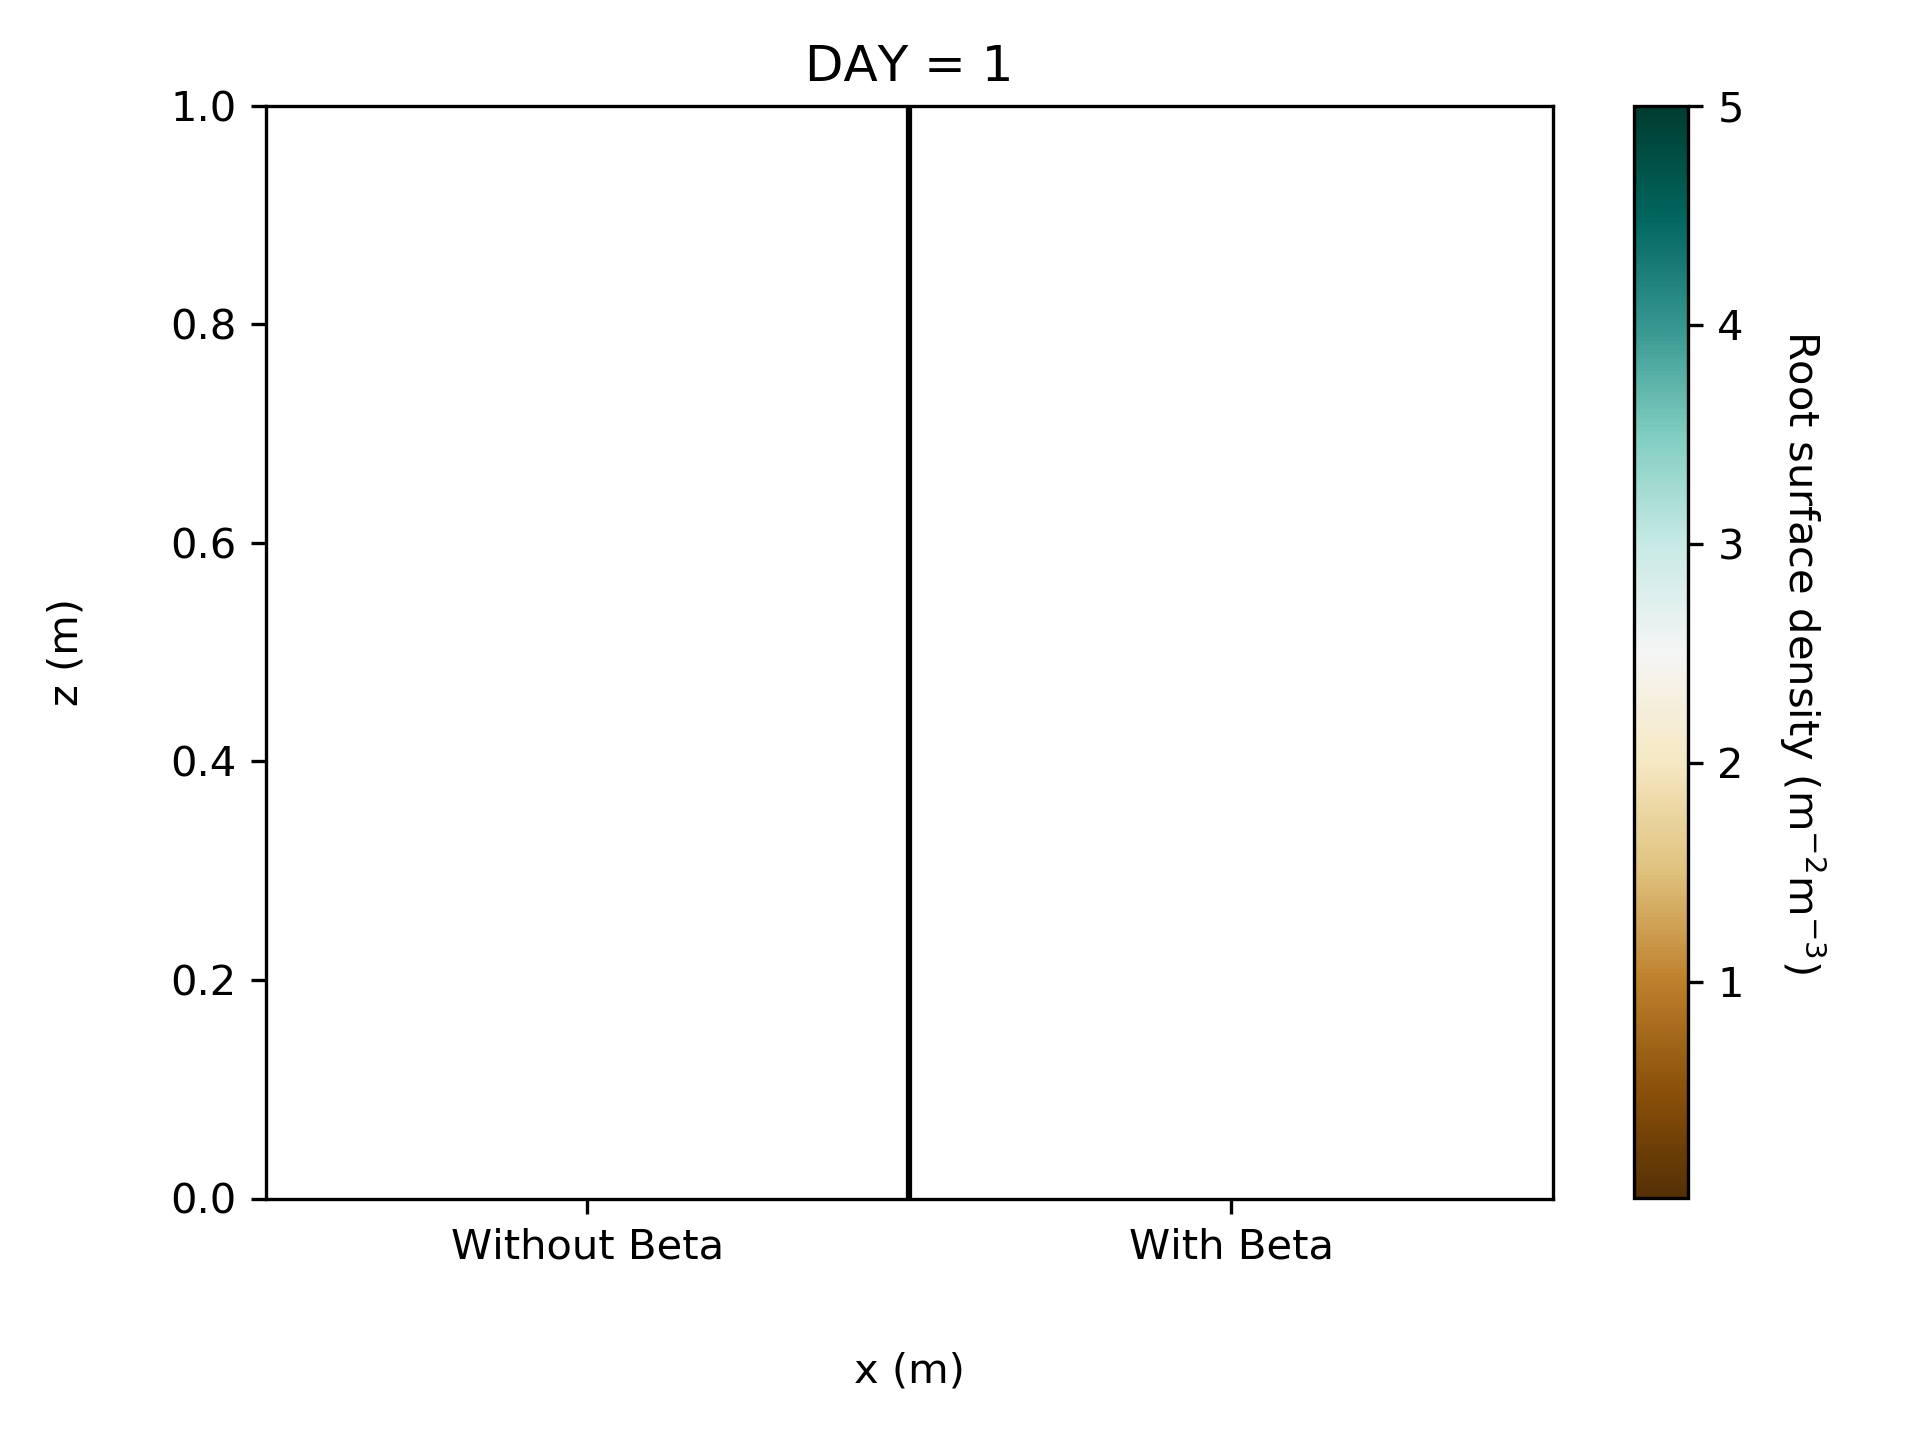 DAY = 1
1.0
0.8
0.6
0.4
0.2
0.0
z (m)
Without Beta
With Beta
x (m)
5
4
3
2
1
Root surface density (m⁻²m⁻³)